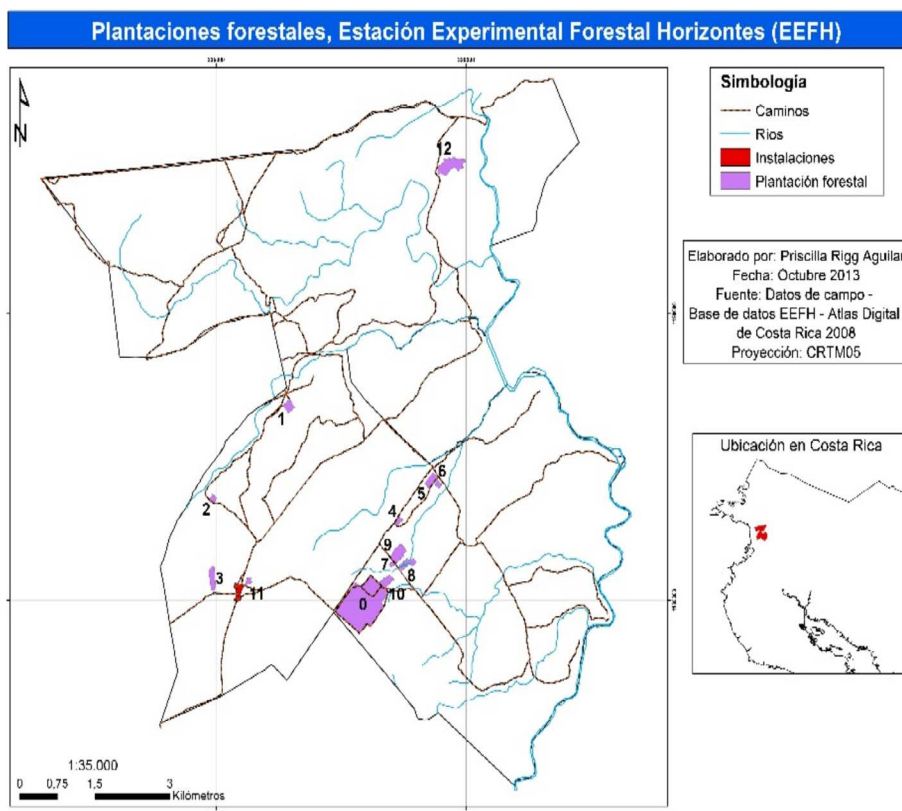 Plantaciones forestales, Estación Experimental Forestal Horizontes (EEFH)
N
12
1
2
3
11
6
5
4
9
7
8
10
0
1:35.000
0 0,75 1,5 3
Kilómetros
Simbología
Caminos
Ríos
Instalaciones
Plantación forestal
Elaborado por: Priscilla Rigg Aguilar
Fecha: Octubre 2013
Fuente: Datos de campo -
Base de datos EEFH - Atlas Digital
de Costa Rica 2008
Proyección: CRTM05
Ubicación en Costa Rica